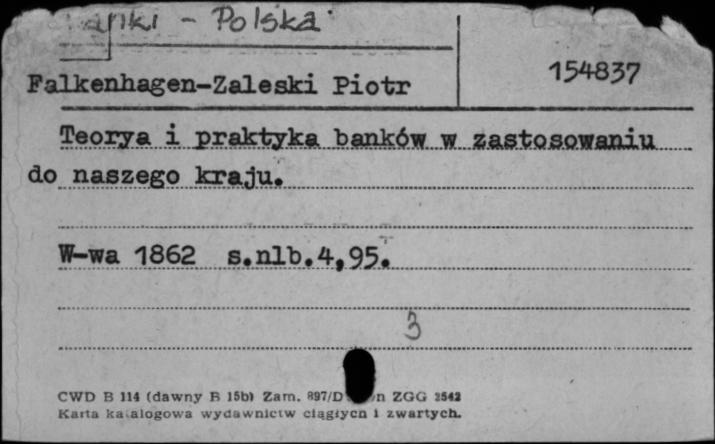 Banki - Polska
154837
Falkenhagen-Zaleski Piotr
Teorya i praktyka banków w zastosowaniu
do naszego kraju.
W-wa 1862 s.nlb.4,95.
3
CWD B 114 (dawny B 15b) Zam. 897/D n ZGG 2542
Karta katalogowa wydawnictw ciągłych i zwartych.